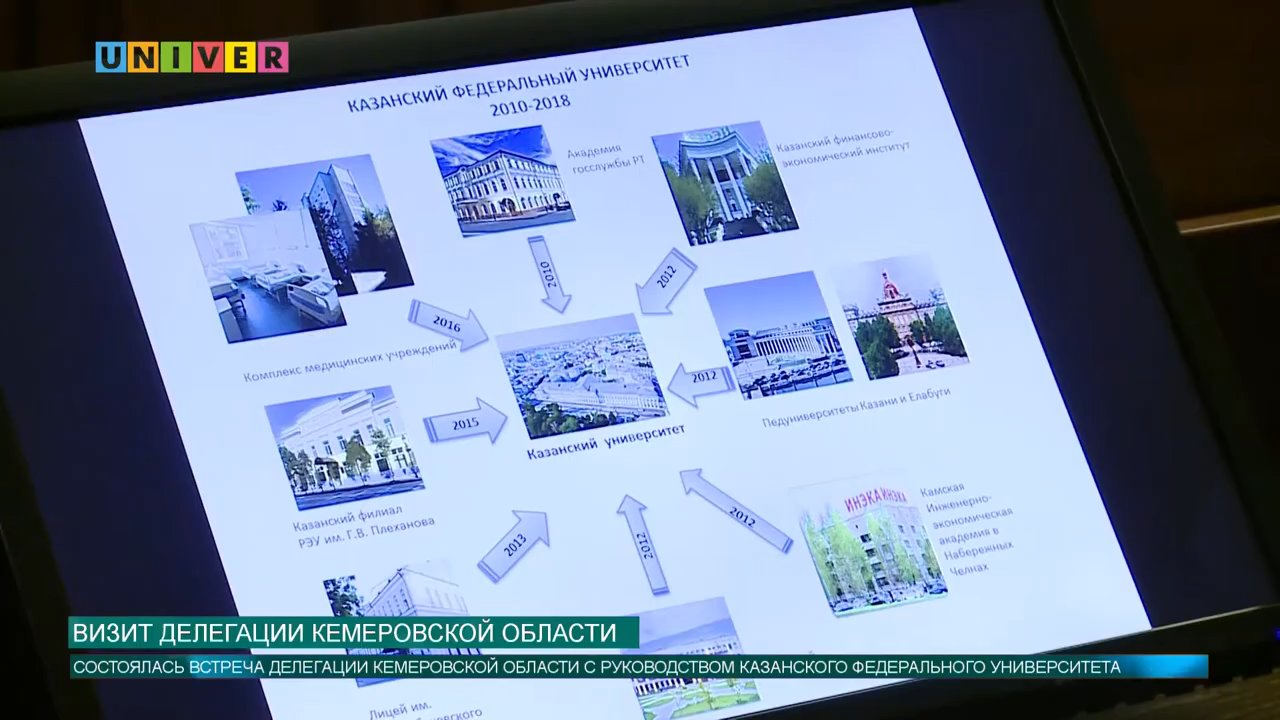 UNIVER
КАЗАНСКИЙ ФЕДЕРАЛЬНЫЙ УНИВЕРСИТЕТ
2010-2018
Академия
госслужбы РТ
Казанский финансово-
экономический институт
2010
2012
2016
Комплекс медицинских учреждений
2012
Педуниверситеты Казани и Елабуги
2015
Казанский университет
Казанский филиал
РЭУ им. Г.В. Плеханова
2013
2012
2012
ИНЭКА ИНЭКА
Камская
Инженерно-
экономическая
академия в
Набережных
Челнах
Лицей им.
ВИЗИТ ДЕЛЕГАЦИИ КЕМЕРОВСКОЙ ОБЛАСТИ
СОСТОЯЛАСЬ ВСТРЕЧА ДЕЛЕГАЦИИ КЕМЕРОВСКОЙ ОБЛАСТИ С РУКОВОДСТВОМ КАЗАНСКОГО ФЕДЕРАЛЬНОГО УНИВЕРСИТЕТА